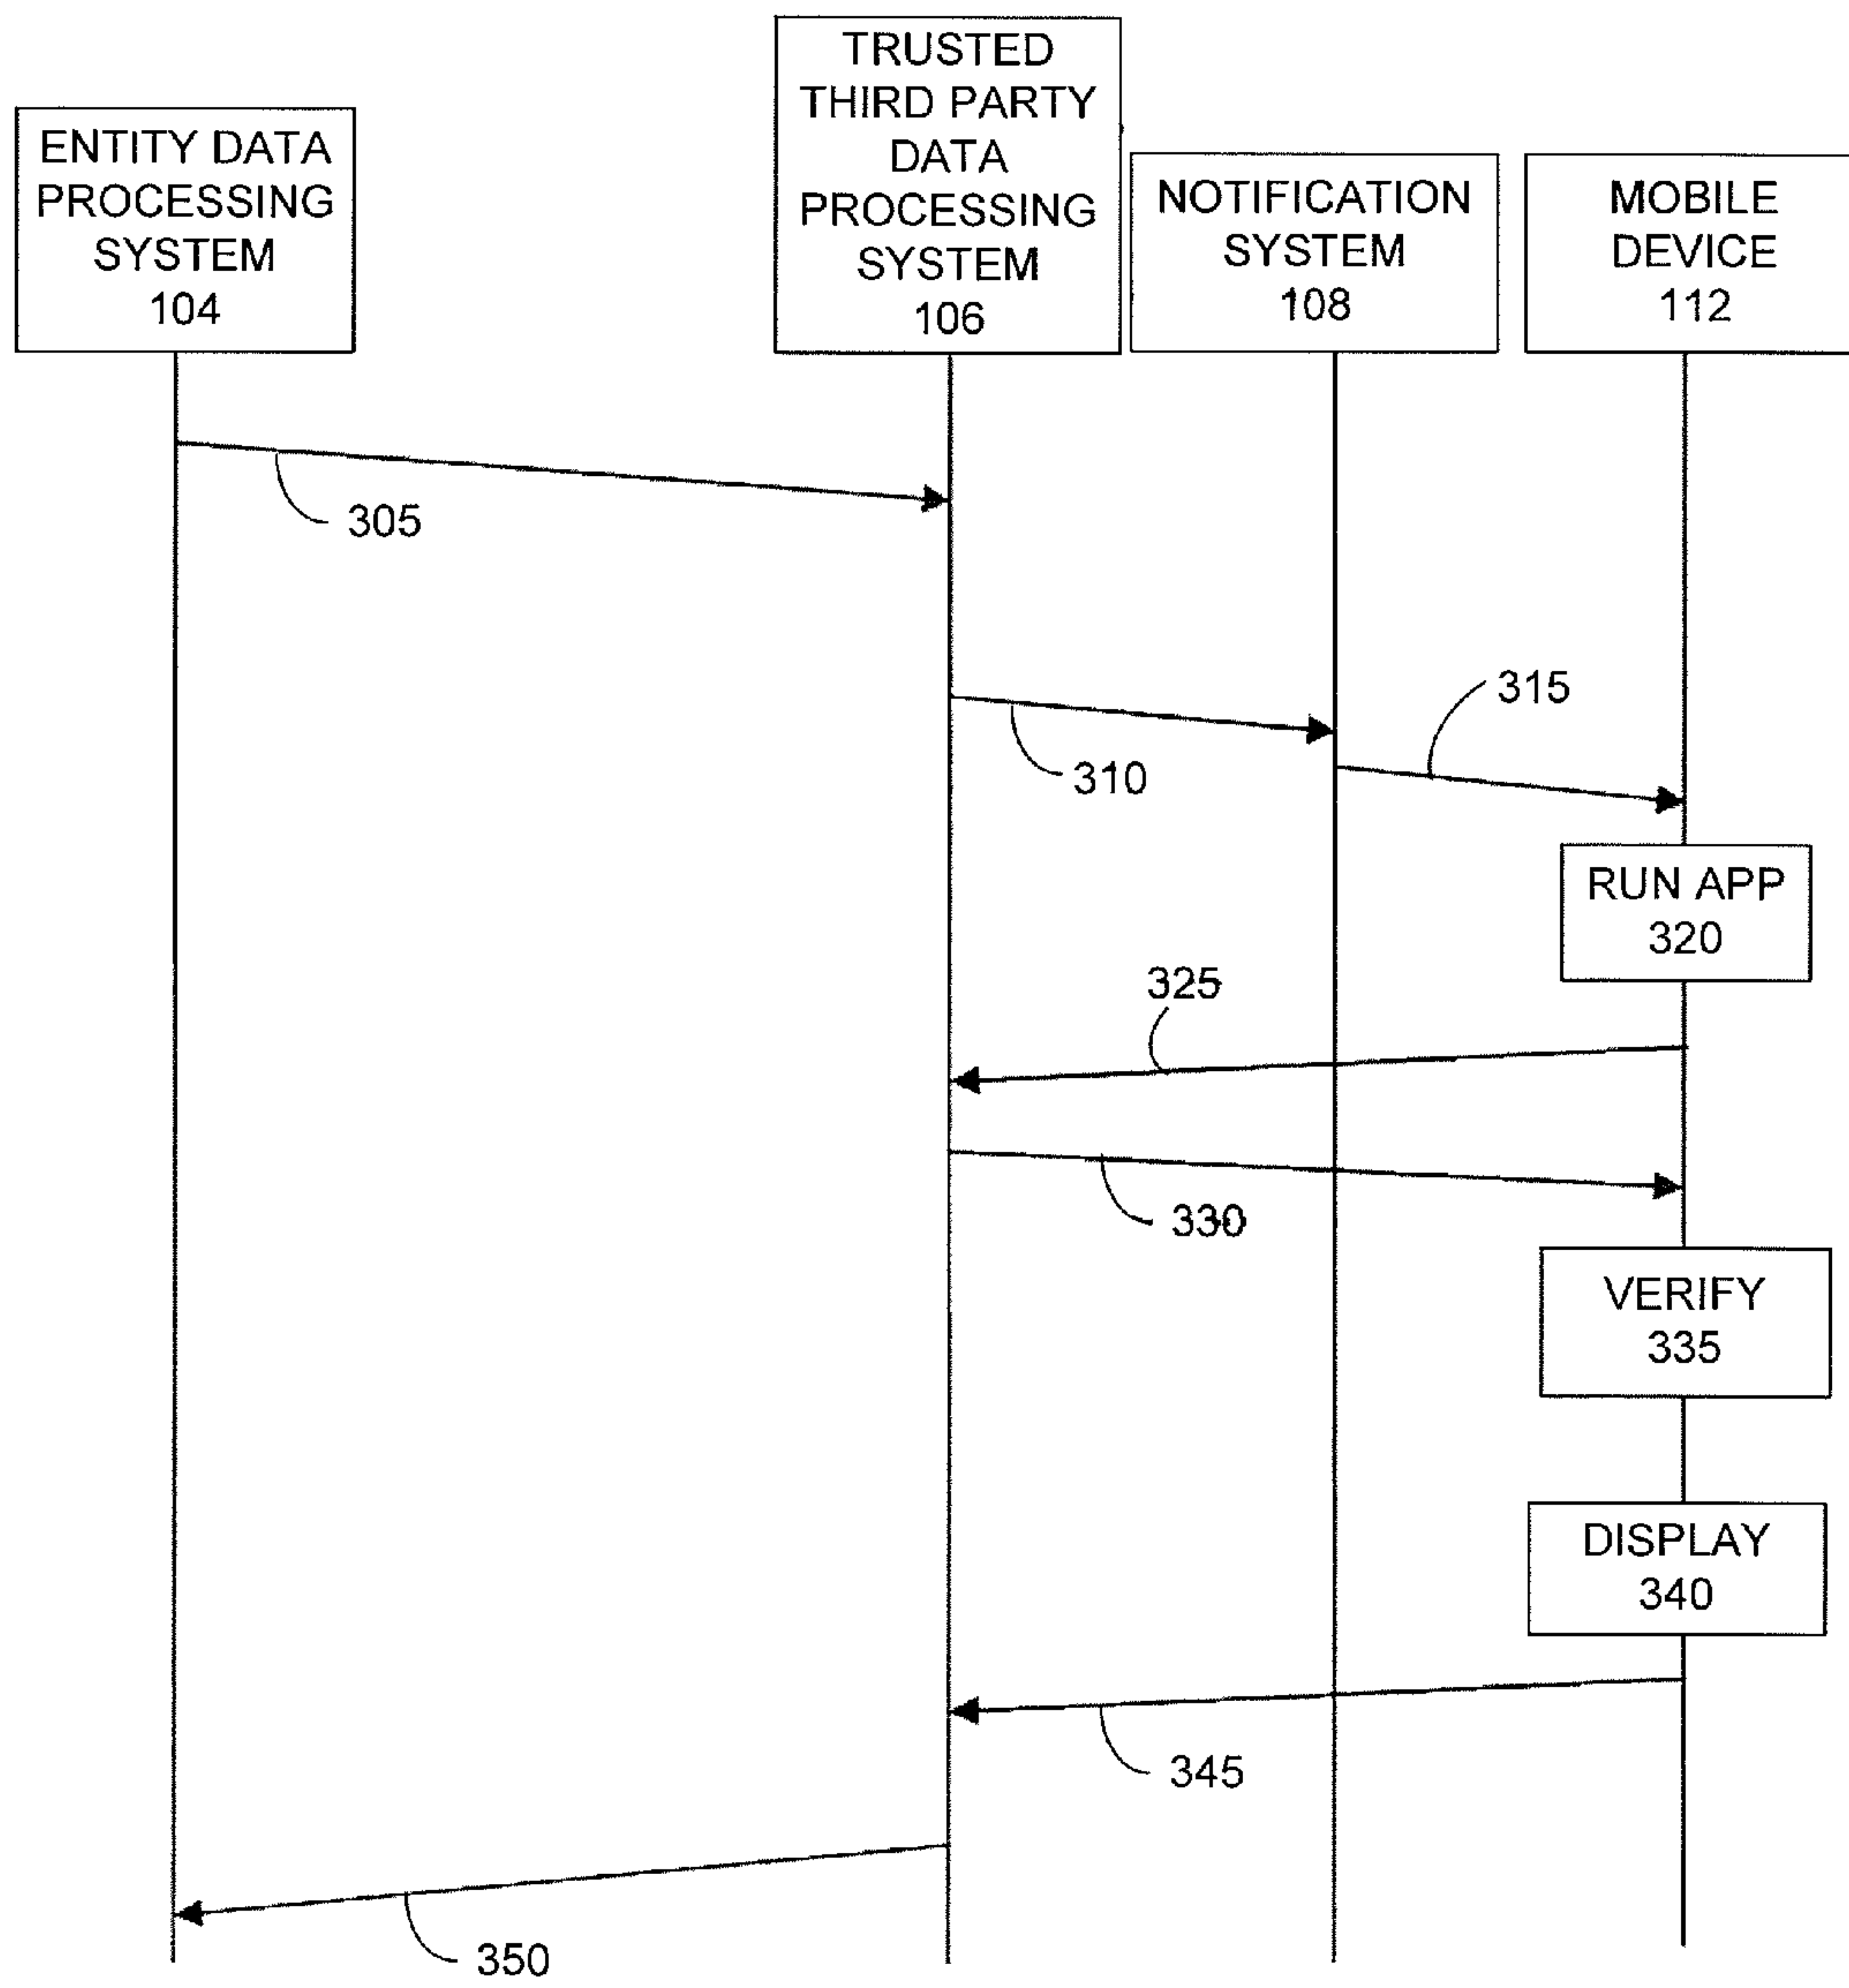 ENTITY DATA
PROCESSING
SYSTEM
104
TRUSTED
THIRD PARTY
DATA
PROCESSING
SYSTEM
106
NOTIFICATION
SYSTEM
108
MOBILE
DEVICE
112
305
310
315
RUN APP
320
325
330
VERIFY
335
DISPLAY
340
345
350